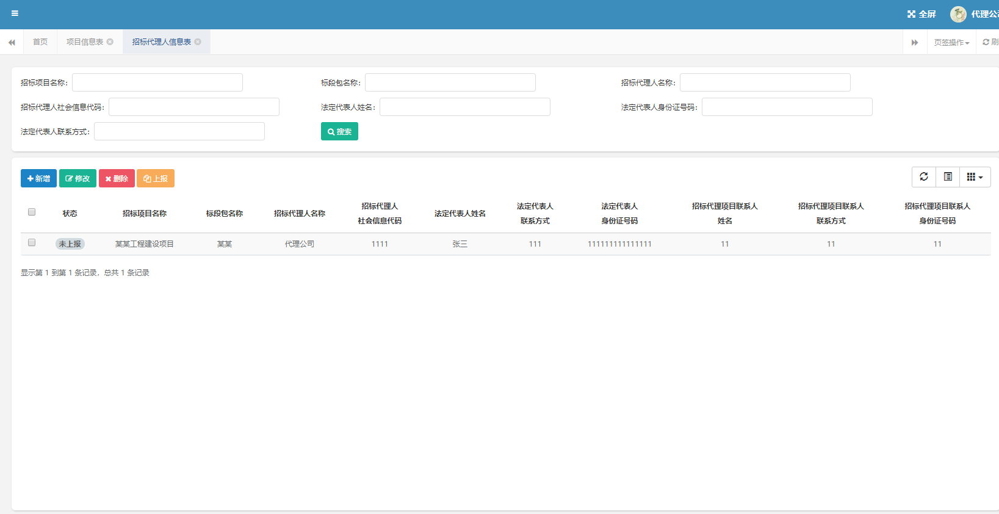 全屏 代理公
首页 项目信息表 招标代理人信息表 页签操作 刷
招标项目名称： 标段包名称： 招标代理人名称：
招标代理人社会信息代码： 法定代表人姓名： 法定代表人身份证号码：
法定代表人联系方式： 搜索
新增 修改 删除 上报
状态 招标项目名称 标段包名称 招标代理人名称 招标代理人 社会信息代码 法定代表人姓名 法定代表人 联系方式 法定代表人 身份证号码 招标代理项目联系人 姓名 招标代理项目联系人 联系方式 招标代理项目联系人 身份证号码
未上报 某某工程建设项目 某某 代理公司 1111 张三 111 111111111111111 11 11 11
显示第 1 到第 1 条记录，总共 1 条记录